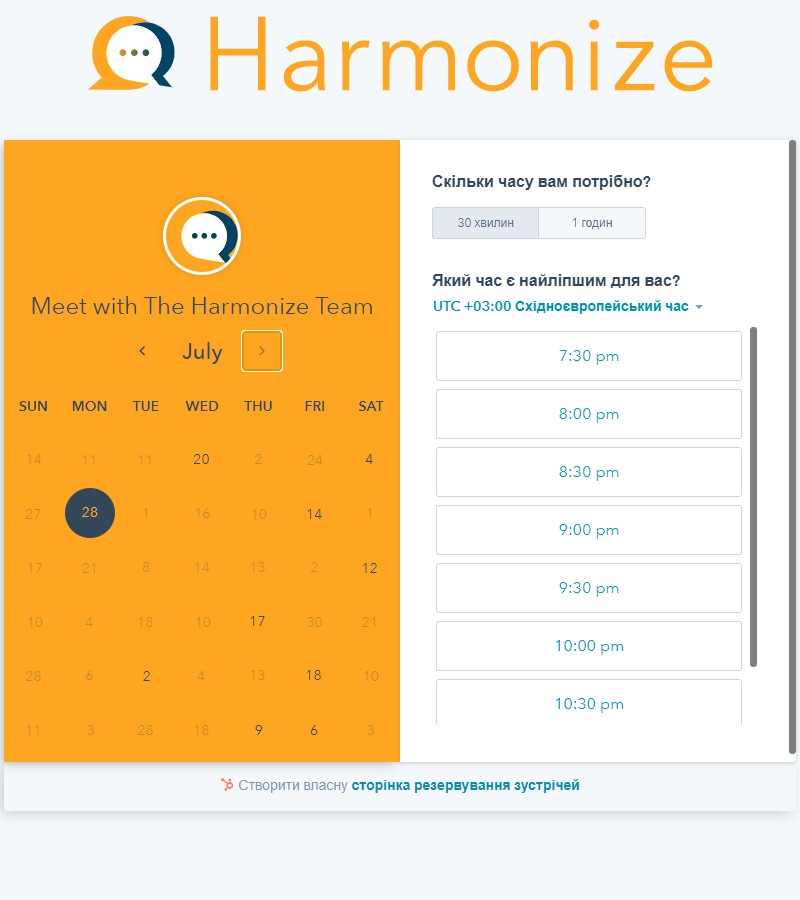 Harmonize
Meet with The Harmonize Team
July
SUN MON TUE WED THU FRI SAT
14 11 11 20 2 24 4
27 28 1 16 10 14 1
17 21 8 14 13 2 12
10 4 18 10 17 30 21
28 6 2 4 13 18 10
11 3 28 18 9 6 3
Скільки часу вам потрібно?
30 хвилин 1 годин
Який час є найліпшим для вас?
UTC +03:00 Східноєвропейський час
7:30 pm
8:00 pm
8:30 pm
9:00 pm
9:30 pm
10:00 pm
10:30 pm
Створити власну сторінка резервування зустрічей